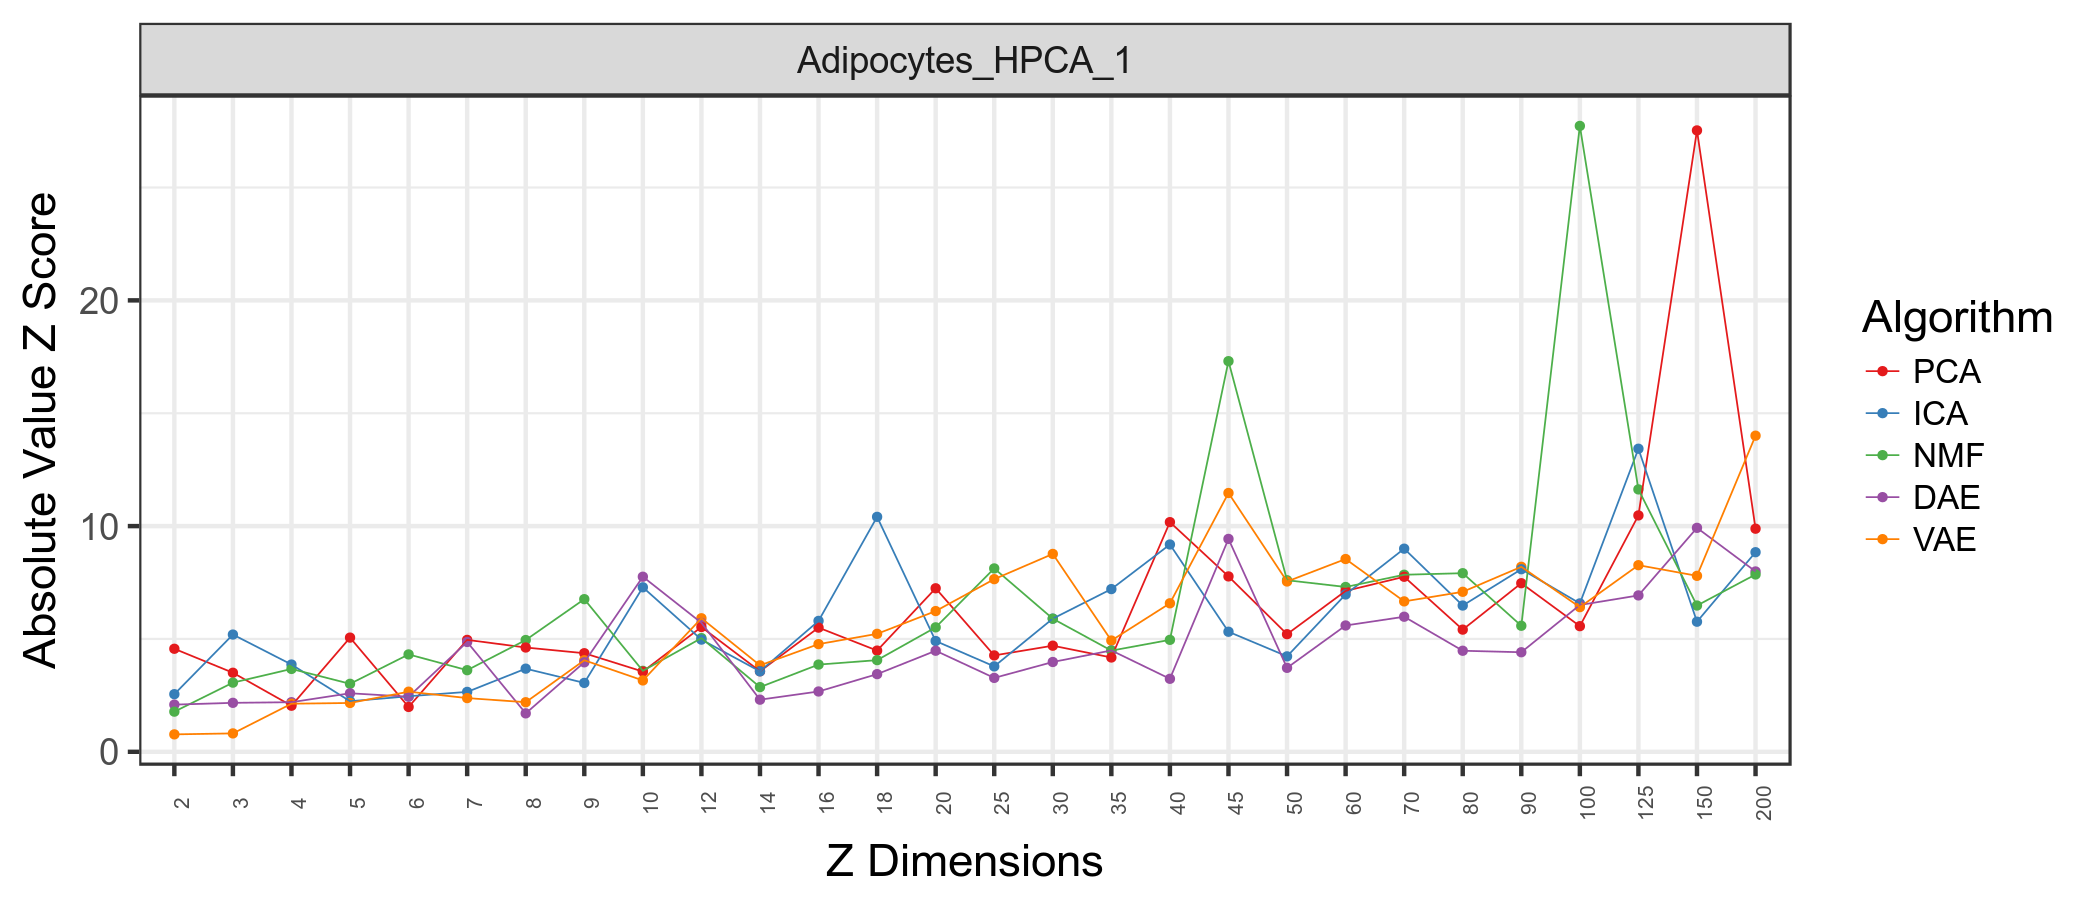 Adipocytes_HPCA_1
Absolute Value Z Score
20
10
0
2 3 4 5 6 7 8 9 10 12 14 16 18 20 25 30 35 40 45 50 60 70 80 90 100 125 150 200
Z Dimensions
Algorithm
PCA
ICA
NMF
DAE
VAE